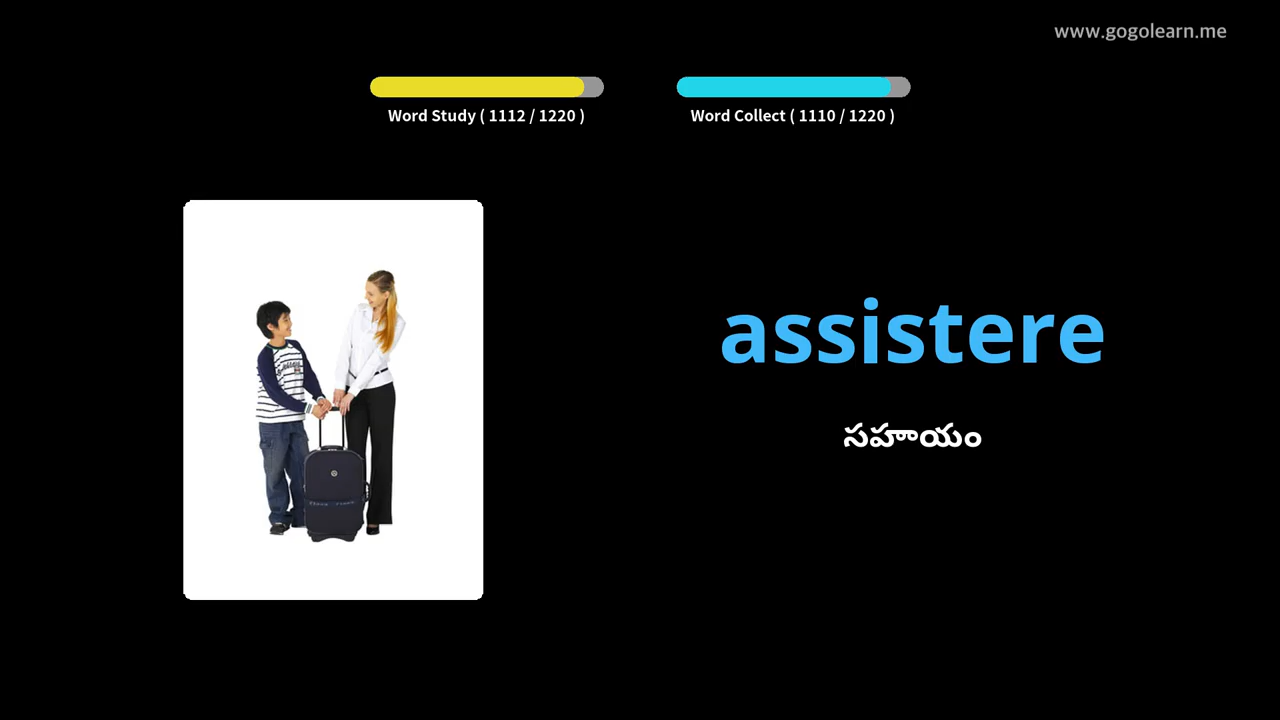 www.gogolearn.me
Word Study ( 1112 / 1220 )
Word Collect ( 1110 / 1220 )
assistere
సహాయం